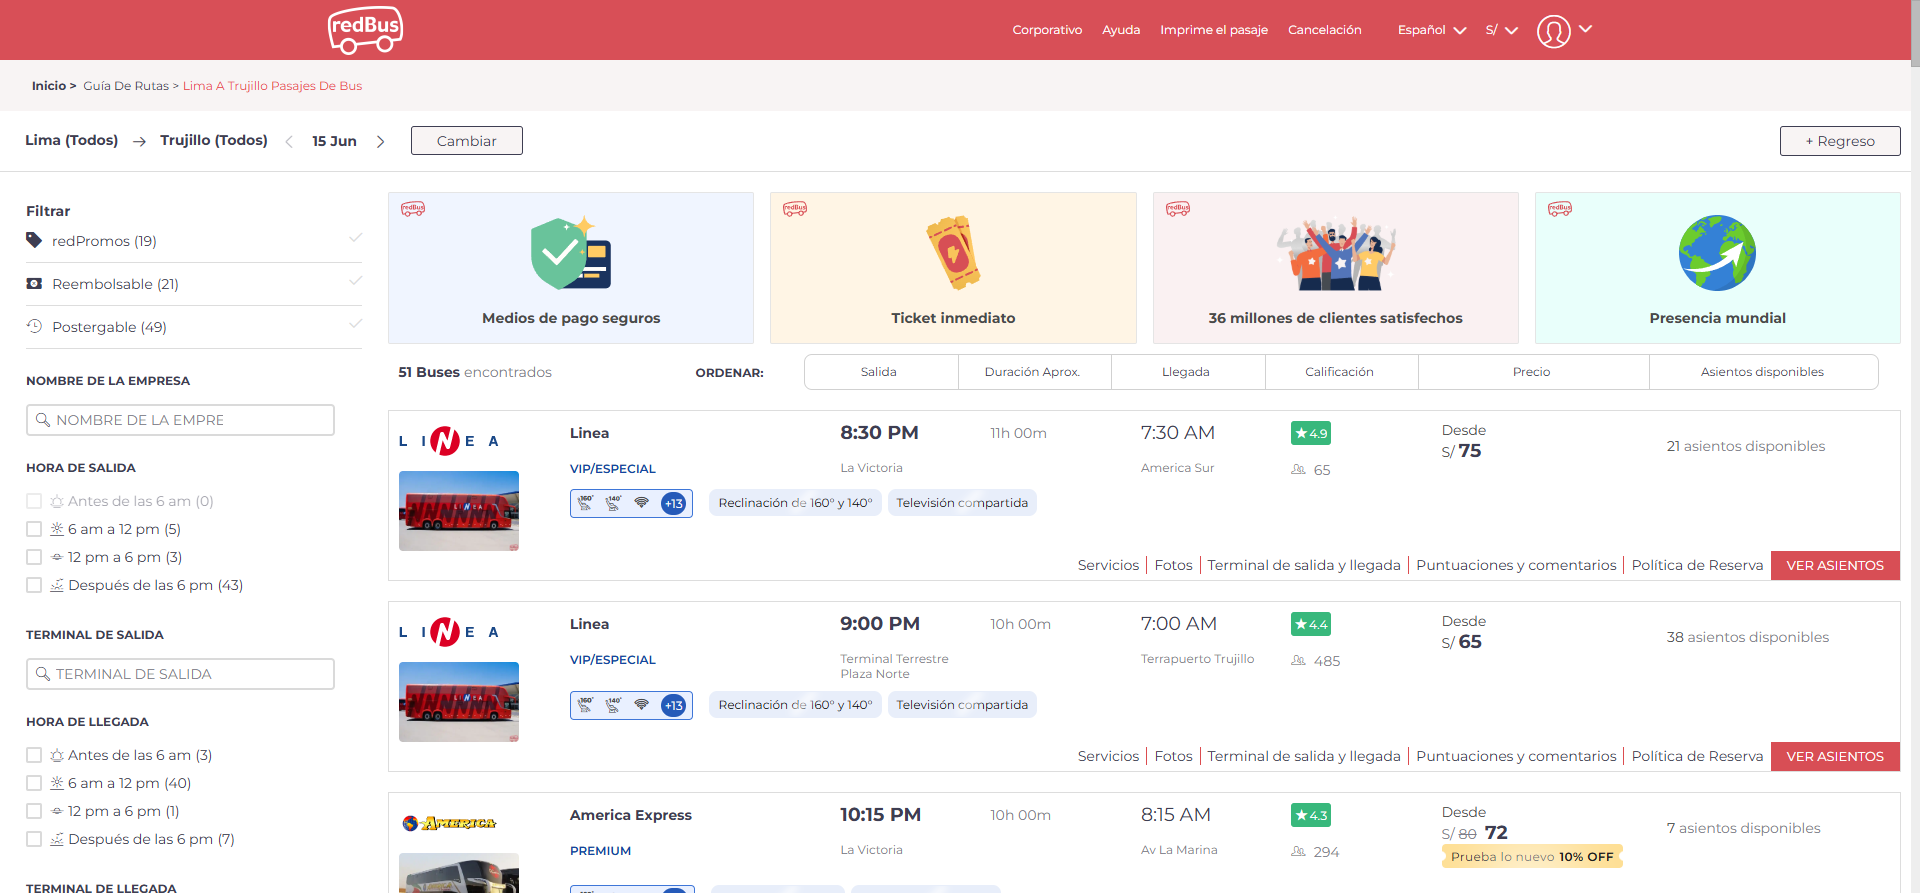 redBus
Corporativo
Ayuda
Imprime el pasaje
Cancelación
Español
S/
Inicio > Guía De Rutas > Lima A Trujillo Pasajes De Bus
Lima (Todos) → Trujillo (Todos)
15 Jun
Cambiar
+ Regreso
Filtrar
redPromos (19)
Reembolsable (21)
Postergable (49)
NOMBRE DE LA EMPRESA
NOMBRE DE LA EMPRE
HORA DE SALIDA
Antes de las 6 am (0)
6 am a 12 pm (5)
12 pm a 6 pm (3)
Después de las 6 pm (43)
TERMINAL DE SALIDA
TERMINAL DE SALIDA
HORA DE LLEGADA
Antes de las 6 am (3)
6 am a 12 pm (40)
12 pm a 6 pm (1)
Después de las 6 pm (7)
TERMINAL DE LLEGADA
redBus
Medios de pago seguros
redBus
Ticket inmediato
redBus
36 millones de clientes satisfechos
redBus
Presencia mundial
51 Buses encontrados
ORDENAR:
Salida
Duración Aprox.
Llegada
Calificación
Precio
Asientos disponibles
LINEA
LINEA
Linea
VIP/ESPECIAL
160°
140°
+13
Reclinación de 160° y 140°
Televisión compartida
8:30 PM
La Victoria
11h 00m
7:30 AM
America Sur
★4.9
65
Desde
S/ 75
21 asientos disponibles
Servicios | Fotos | Terminal de salida y llegada | Puntuaciones y comentarios | Política de Reserva
VER ASIENTOS
LINEA
LINEA
Linea
VIP/ESPECIAL
160°
140°
+13
Reclinación de 160° y 140°
Televisión compartida
9:00 PM
Terminal Terrestre
Plaza Norte
10h 00m
7:00 AM
Terrapuerto Trujillo
★4.4
485
Desde
S/ 65
38 asientos disponibles
Servicios | Fotos | Terminal de salida y llegada | Puntuaciones y comentarios | Política de Reserva
VER ASIENTOS
AMERICA
America Express
PREMIUM
10:15 PM
La Victoria
10h 00m
8:15 AM
Av La Marina
★4.3
294
Desde
S/ 80 72
Prueba lo nuevo 10% OFF
7 asientos disponibles